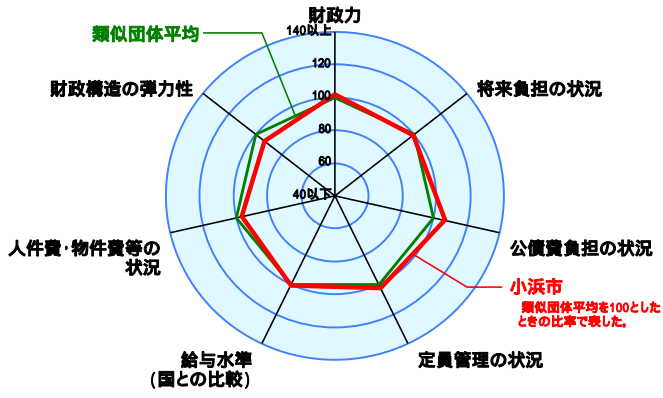 財政力
140以上
類似団体平均
120
財政構造の弾力性
将来負担の状況
100
80
60
40以下
人件費・物件費等の
状況
公債費負担の状況
小浜市
類似団体平均を100とした
ときの比率で表した。
給与水準
(国との比較)
定員管理の状況